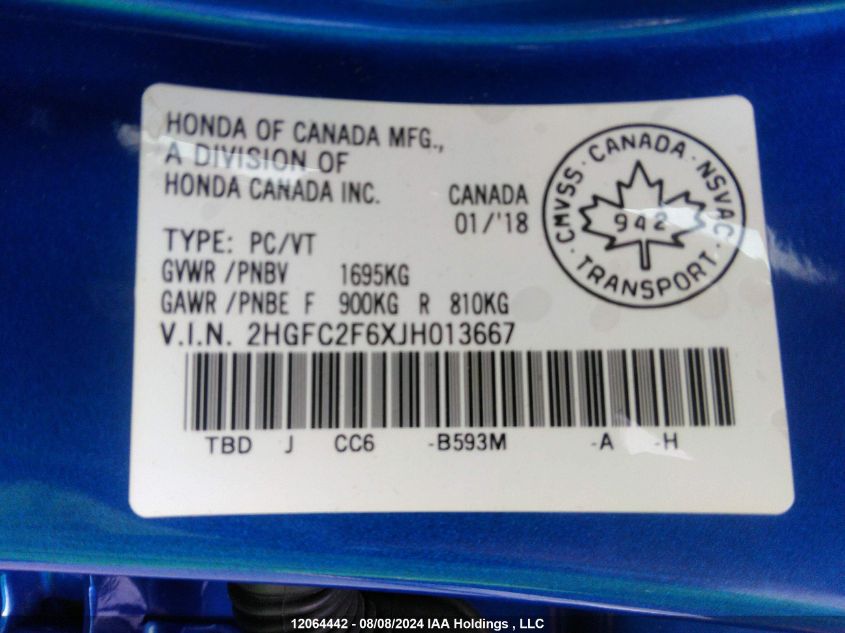 HONDA OF CANADA MFG.,
A DIVISION OF
HONDA CANADA INC.
CANADA
01/'18
TYPE: PC/VT
GVWR /PNBV 1695KG
GAWR /PNBE F 900KG R 810KG
V.I.N. 2HGFC2F6XJH013667
TBD J CC6 -B593M -A -H
CMVSS · CANADA · NSVAC
942
· TRANSPORT ·
12064442 - 08/08/2024 IAA Holdings , LLC